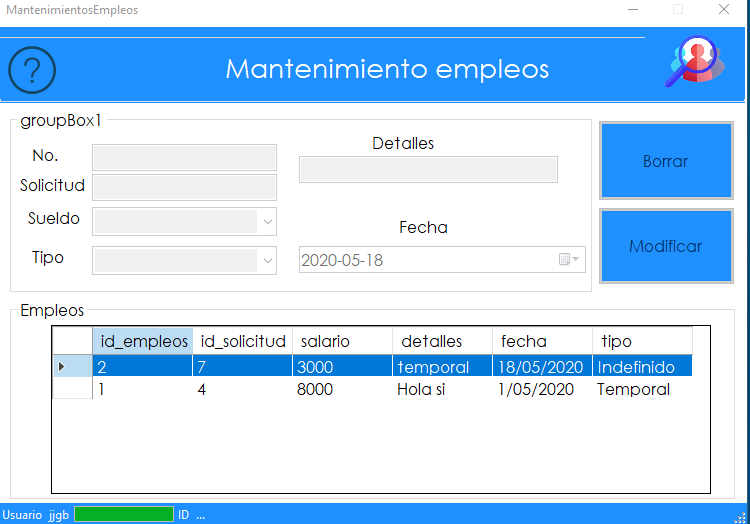 MantenimientosEmpleos
?
Mantenimiento empleos
groupBox1
No.
Detalles
Solicitud
Sueldo
Fecha
Tipo
2020-05-18
Borrar
Modificar
Empleos
id_empleos id_solicitud salario detalles fecha tipo
2 7 3000 temporal 18/05/2020 Indefinido
1 4 8000 Hola si 1/05/2020 Temporal
Usuario jjgb ID ...